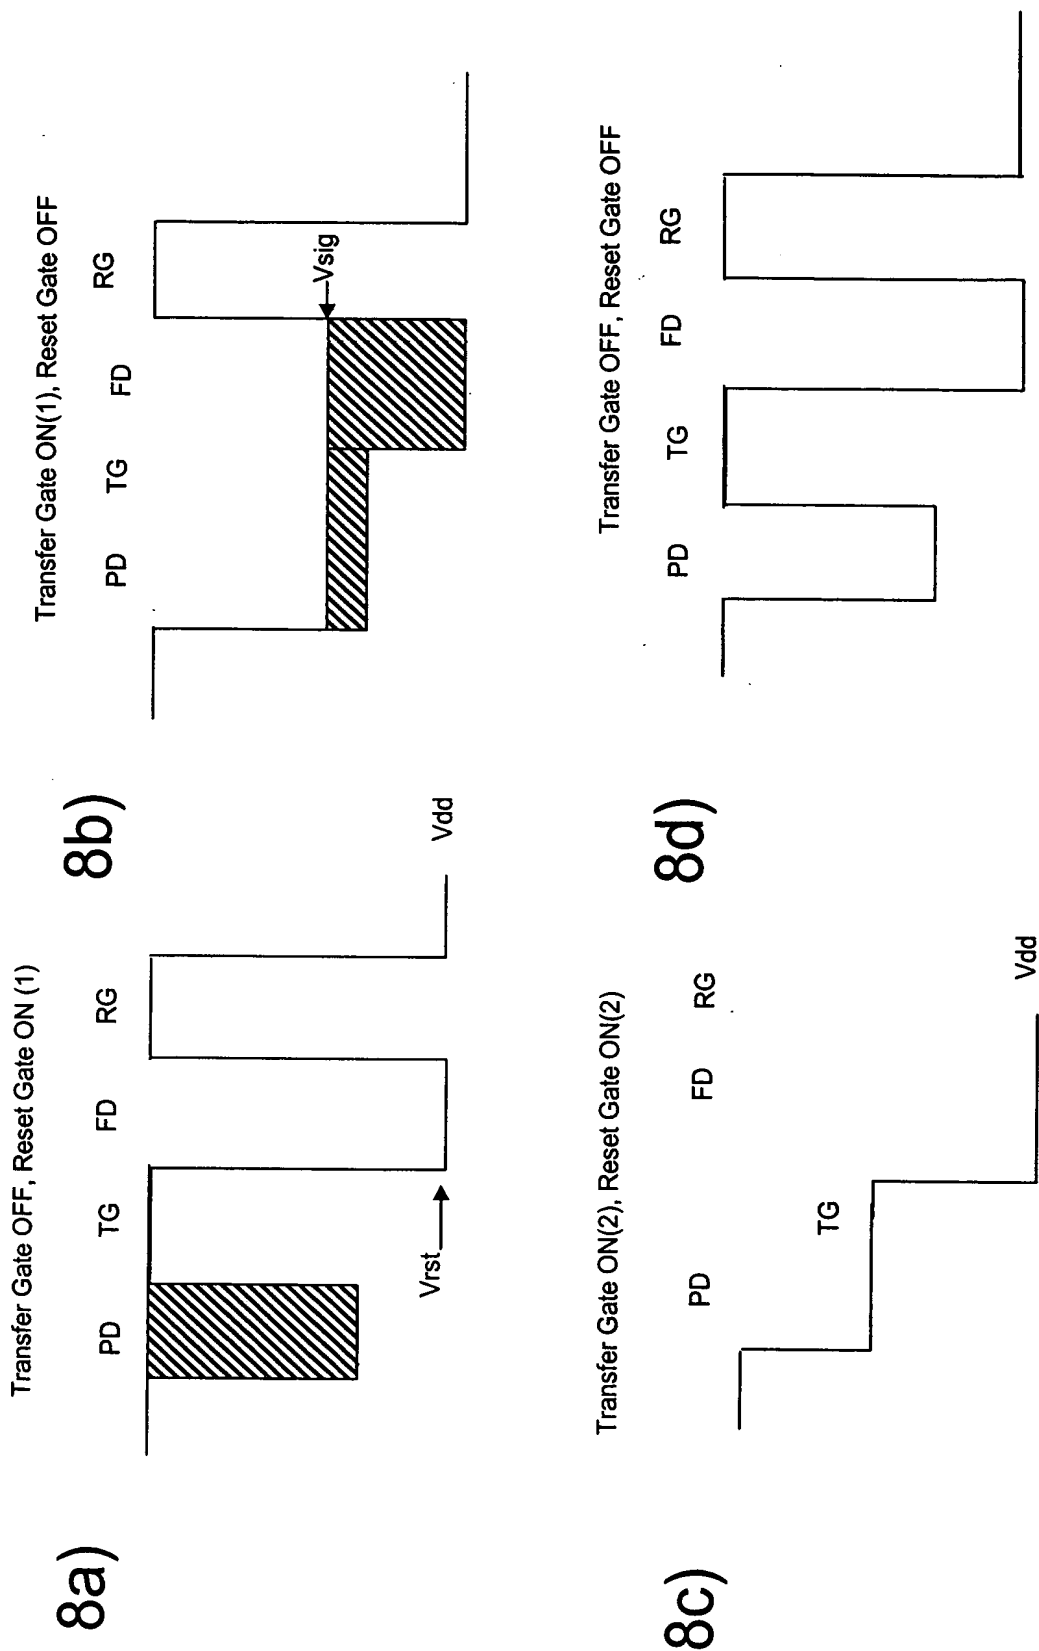 8a)
Transfer Gate OFF, Reset Gate ON (1)
PD TG FD RG
Vrst
Vdd
8b)
Transfer Gate ON(1), Reset Gate OFF
PD TG FD RG
Vsig
8c)
Transfer Gate ON(2), Reset Gate ON(2)
PD TG FD RG
Vdd
8d)
Transfer Gate OFF, Reset Gate OFF
PD TG FD RG